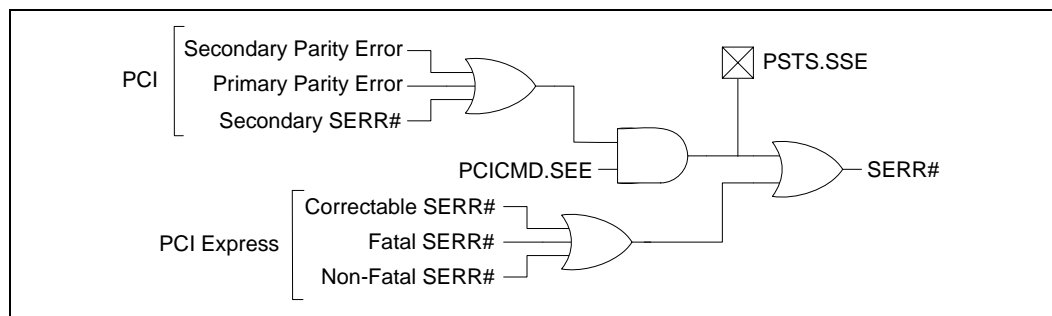 PCI
Secondary Parity Error
Primary Parity Error
Secondary SERR#
PSTS.SSE
PCICMD.SEE
SERR#
PCI Express
Correctable SERR#
Fatal SERR#
Non-Fatal SERR#